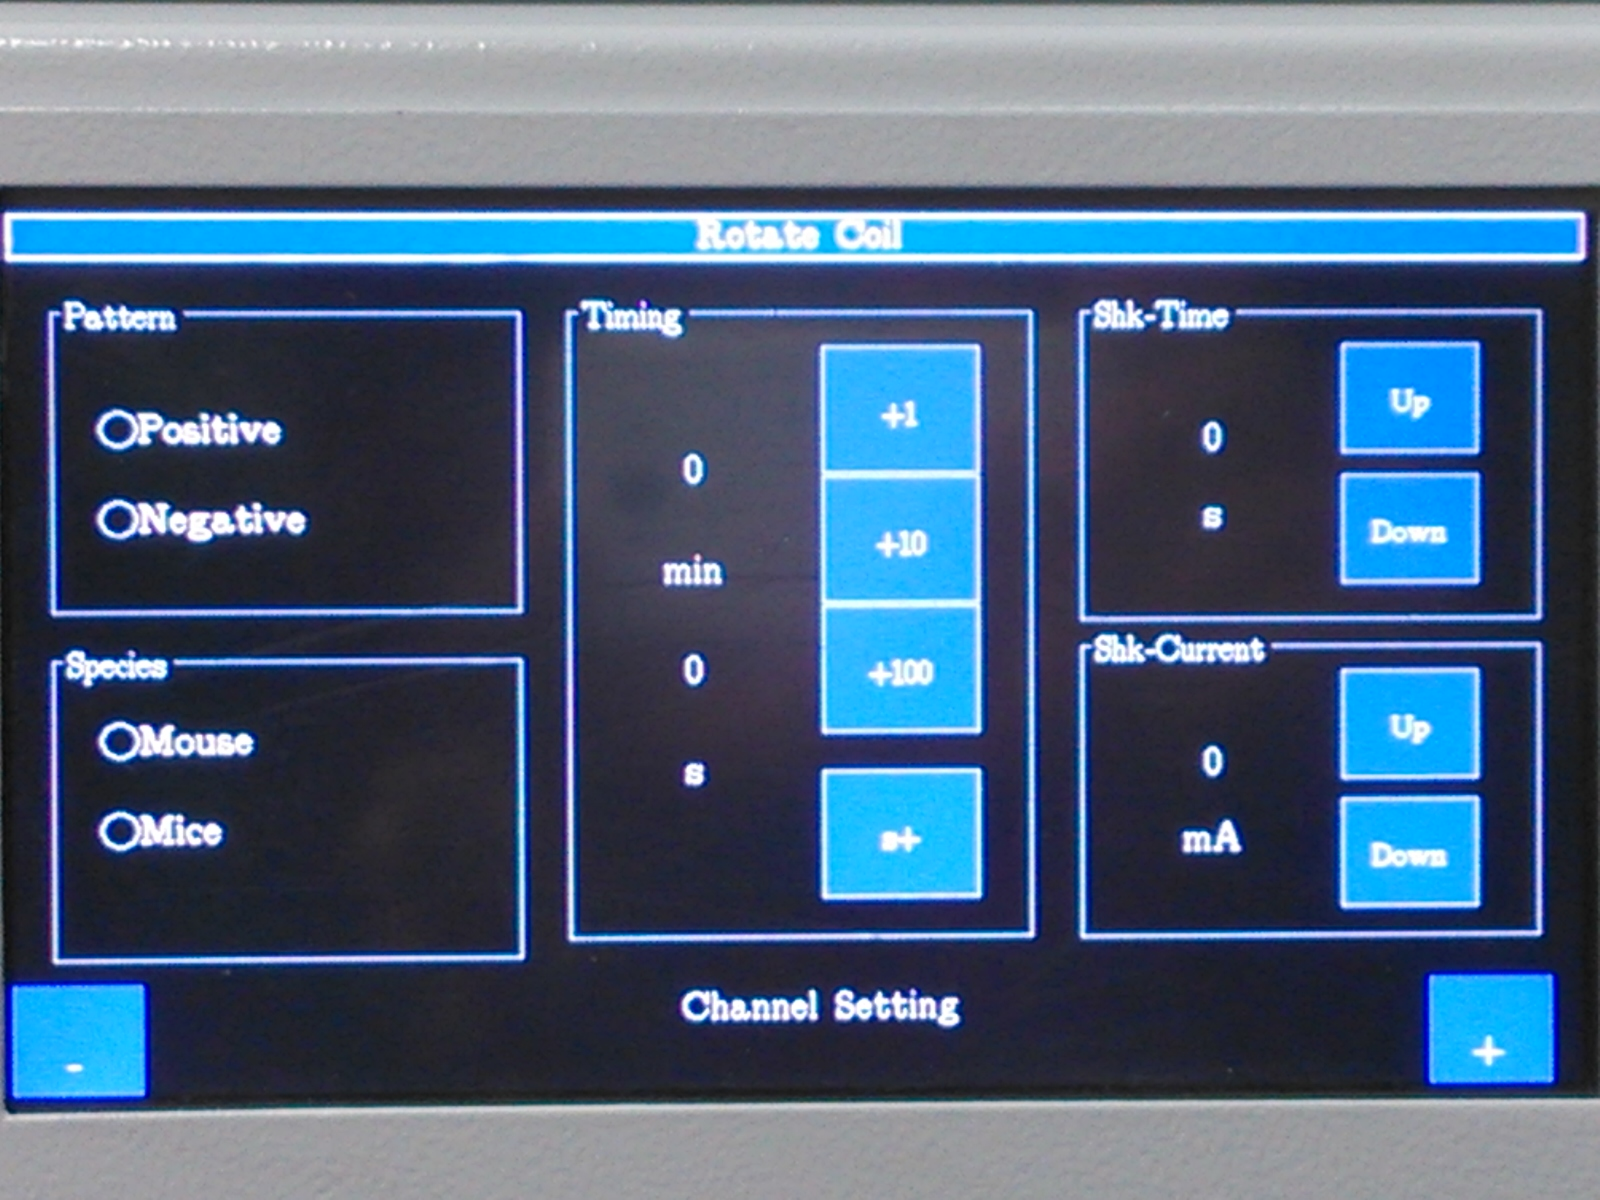 Rotate Coil
Pattern
Positive
Negative
Species
Mouse
Mice
Timing
0
min
0
s
+1
+10
+100
s+
Shk-Time
0
s
Up
Down
Shk-Current
0
mA
Up
Down
-
Channel Setting
+